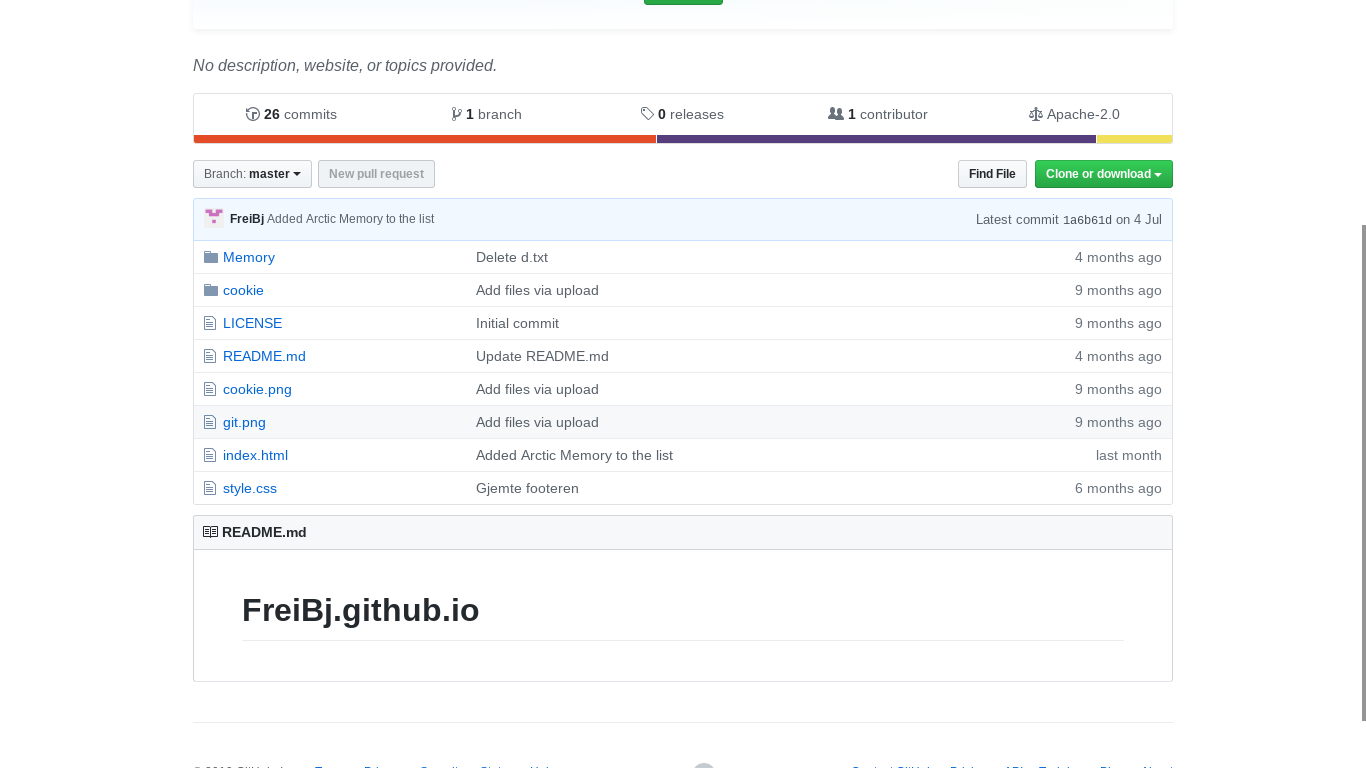 No description, website, or topics provided.
26 commits 1 branch 0 releases 1 contributor Apache-2.0
Branch: master New pull request Find File Clone or download
FreiBj Added Arctic Memory to the list Latest commit 1a6b61d on 4 Jul
Memory Delete d.txt 4 months ago
cookie Add files via upload 9 months ago
LICENSE Initial commit 9 months ago
README.md Update README.md 4 months ago
cookie.png Add files via upload 9 months ago
git.png Add files via upload 9 months ago
index.html Added Arctic Memory to the list last month
style.css Gjemte footeren 6 months ago
README.md
FreiBj.github.io